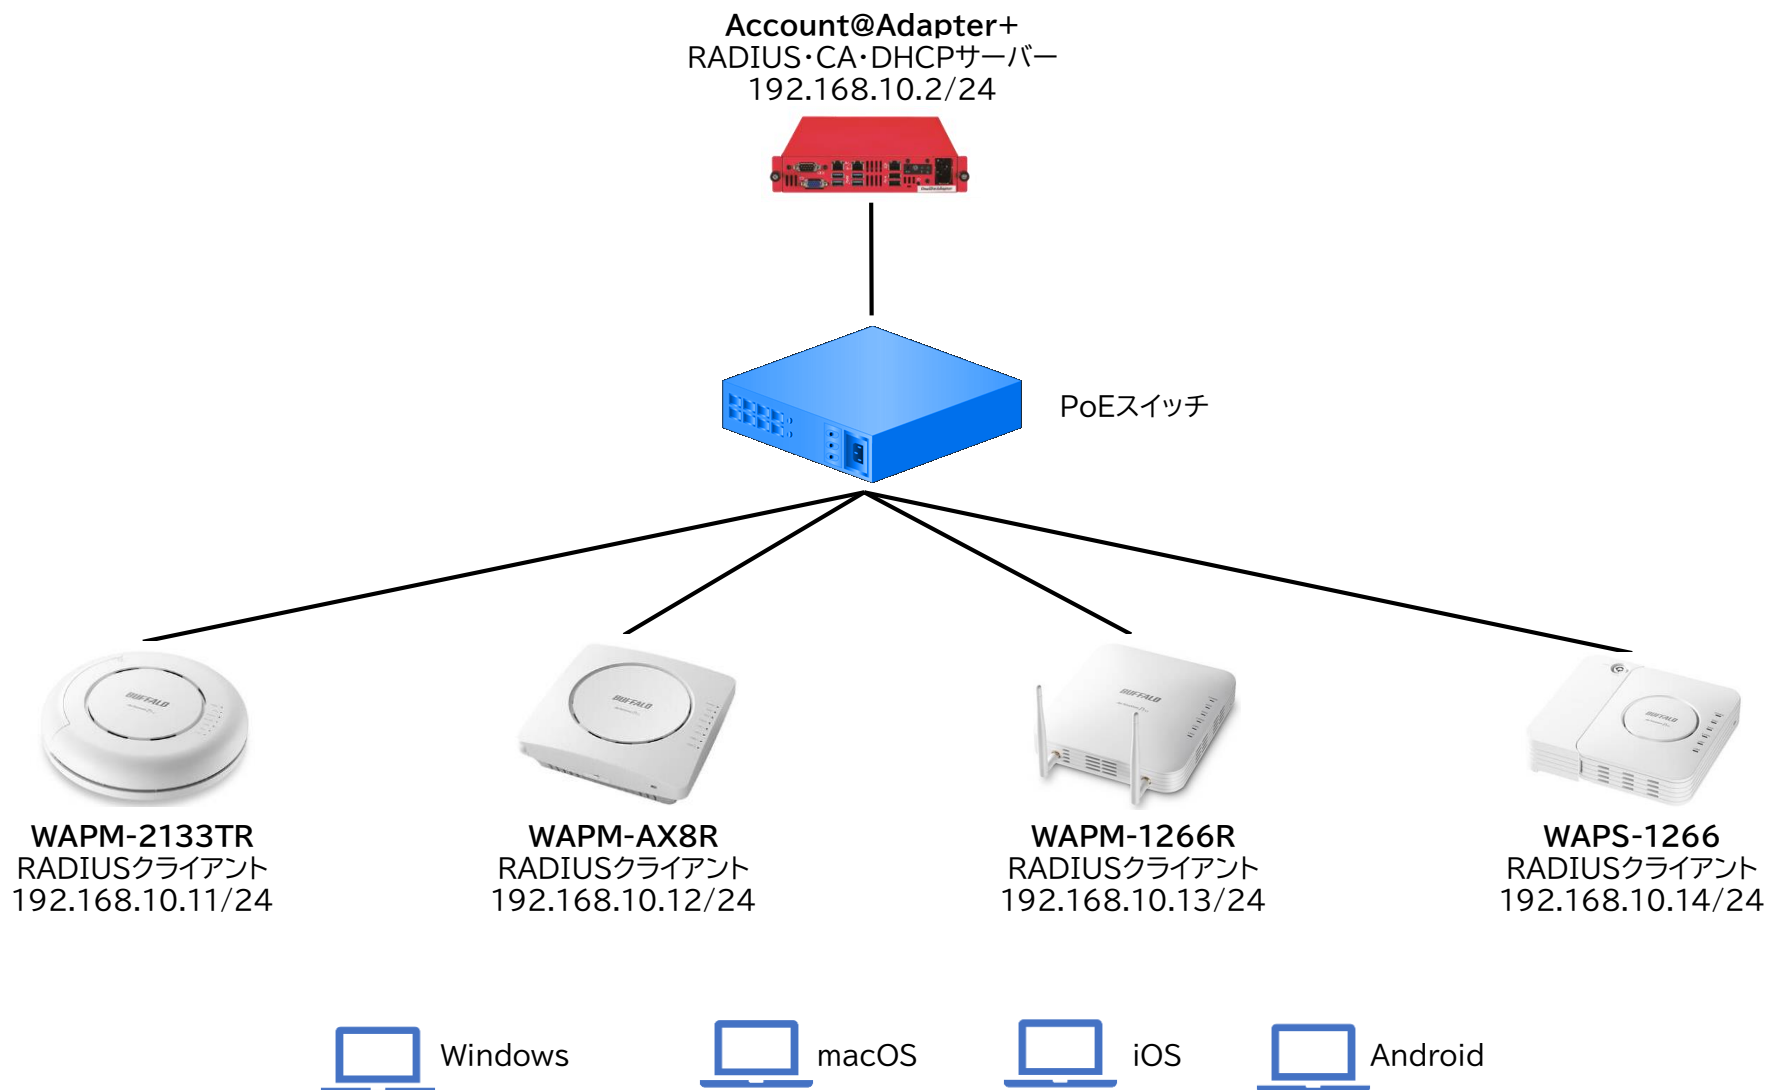 Account@Adapter+
RADIUS・CA・DHCPサーバー
192.168.10.2/24
PoEスイッチ
BUFFALO
BUFFALO
BUFFALO
BUFFALO
WAPM-2133TR
RADIUSクライアント
192.168.10.11/24
WAPM-AX8R
RADIUSクライアント
192.168.10.12/24
WAPM-1266R
RADIUSクライアント
192.168.10.13/24
WAPS-1266
RADIUSクライアント
192.168.10.14/24
Windows
macOS
iOS
Android